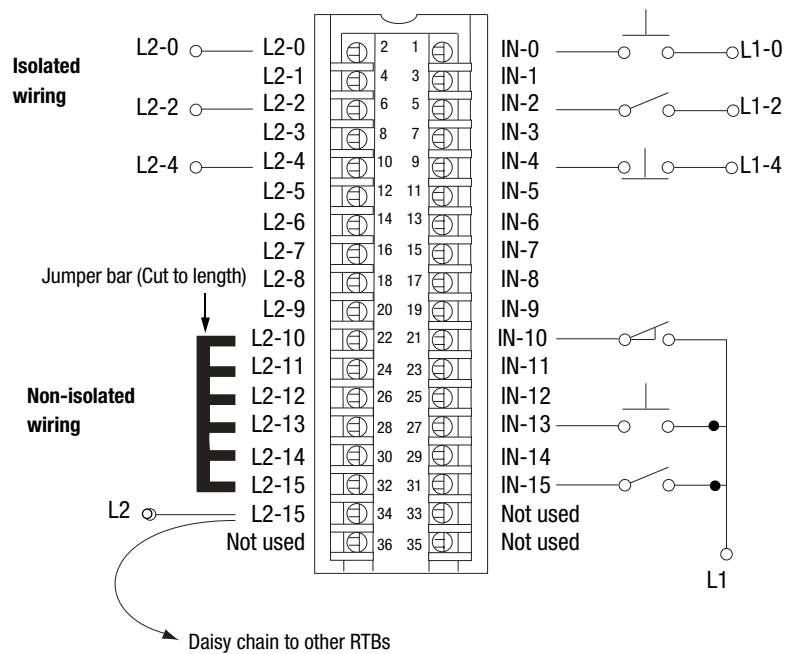 L2-0 L2-0 2 1 IN-0 L1-0
Isolated wiring
L2-1 4 3 IN-1
L2-2 L2-2 6 5 IN-2 L1-2
L2-3 8 7 IN-3
L2-4 L2-4 10 9 IN-4 L1-4
L2-5 12 11 IN-5
L2-6 14 13 IN-6
L2-7 16 15 IN-7
Jumper bar (Cut to length)
L2-8 18 17 IN-8
L2-9 20 19 IN-9
L2-10 22 21 IN-10
L2-11 24 23 IN-11
Non-isolated
wiring
L2-12 26 25 IN-12
L2-13 28 27 IN-13
L2-14 30 29 IN-14
L2-15 32 31 IN-15
L2 L2-15 34 33 Not used
Not used 36 35 Not used
L1
Daisy chain to other RTBs